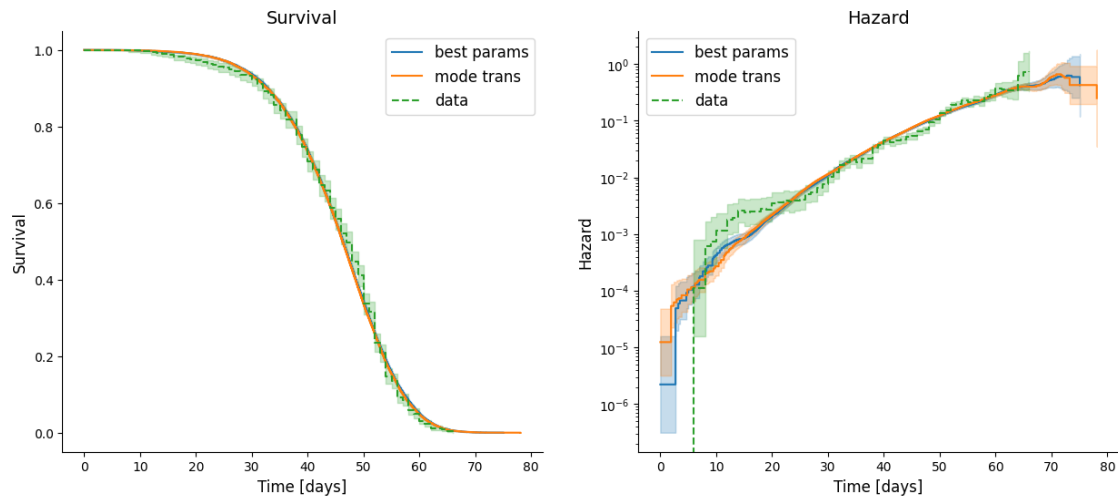 Survival
best params
mode trans
data
1.0
0.8
0.6
0.4
0.2
0.0
Survival
0 10 20 30 40 50 60 70 80
Time [days]
Hazard
best params
mode trans
data
10^0
10^-1
10^-2
10^-3
10^-4
10^-5
10^-6
Hazard
0 10 20 30 40 50 60 70 80
Time [days]